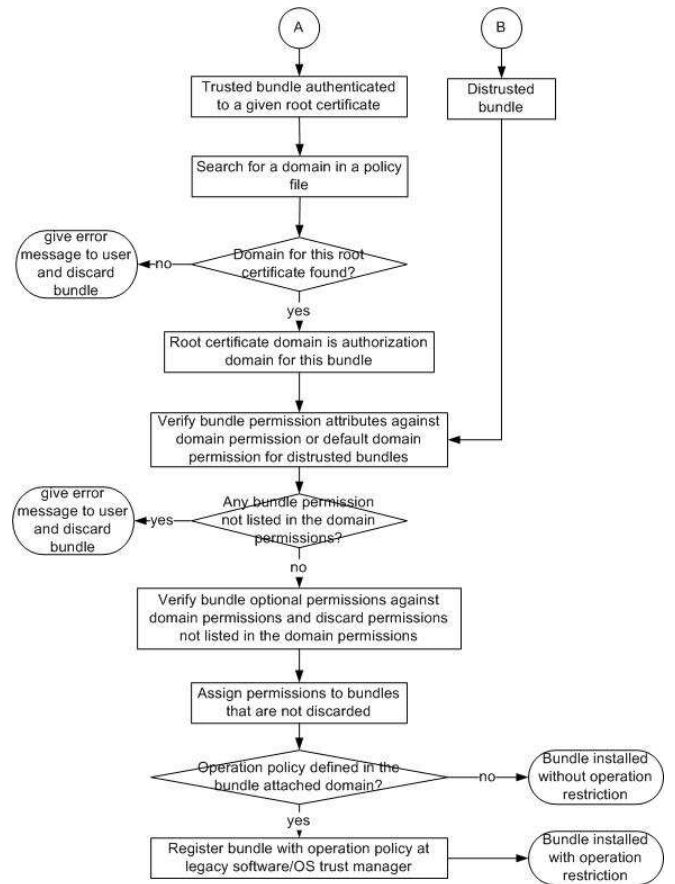 A
B
Trusted bundle authenticated
to a given root certificate
Distrusted
bundle
Search for a domain in a policy
file
give error
message to user
and discard
bundle
no
Domain for this root
certificate found?
yes
Root certificate domain is authorization
domain for this bundle
Verify bundle permission attributes against
domain permission or default domain
permission for distrusted bundles
give error
message to user
and discard
bundle
yes
Any bundle permission
not listed in the domain
permissions?
no
Verify bundle optional permissions against
domain permissions and discard permissions
not listed in the domain permissions
Assign permissions to bundles
that are not discarded
Operation policy defined in the
bundle attached domain?
no
Bundle installed
without operation
restriction
yes
Register bundle with operation policy at
legacy software/OS trust manager
Bundle installed
with operation
restriction